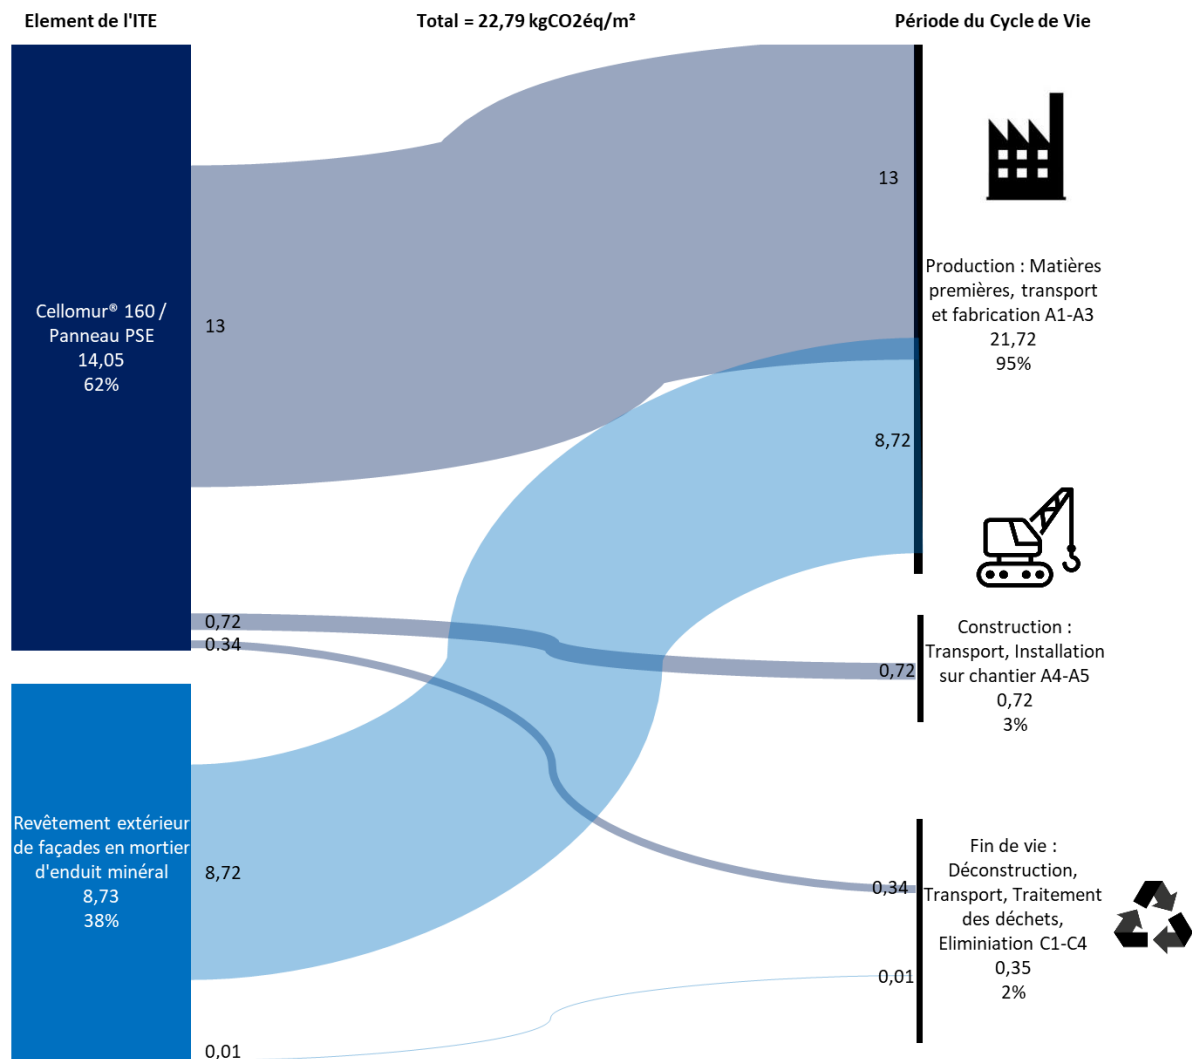 Element de l'ITE
Total = 22,79 kgCO2éq/m²
Période du Cycle de Vie
Cellomur® 160 /
Panneau PSE
14,05
62%
13
0,72
0.34
Revêtement extérieur
de façades en mortier
d'enduit minéral
8,73
38%
8,72
0,01
13
8,72
Production : Matières
premières, transport
et fabrication A1-A3
21,72
95%
0,72
Construction :
Transport, Installation
sur chantier A4-A5
0,72
3%
0,34
0,01
Fin de vie :
Déconstruction,
Transport, Traitement
des déchets,
Eliminiation C1-C4
0,35
2%